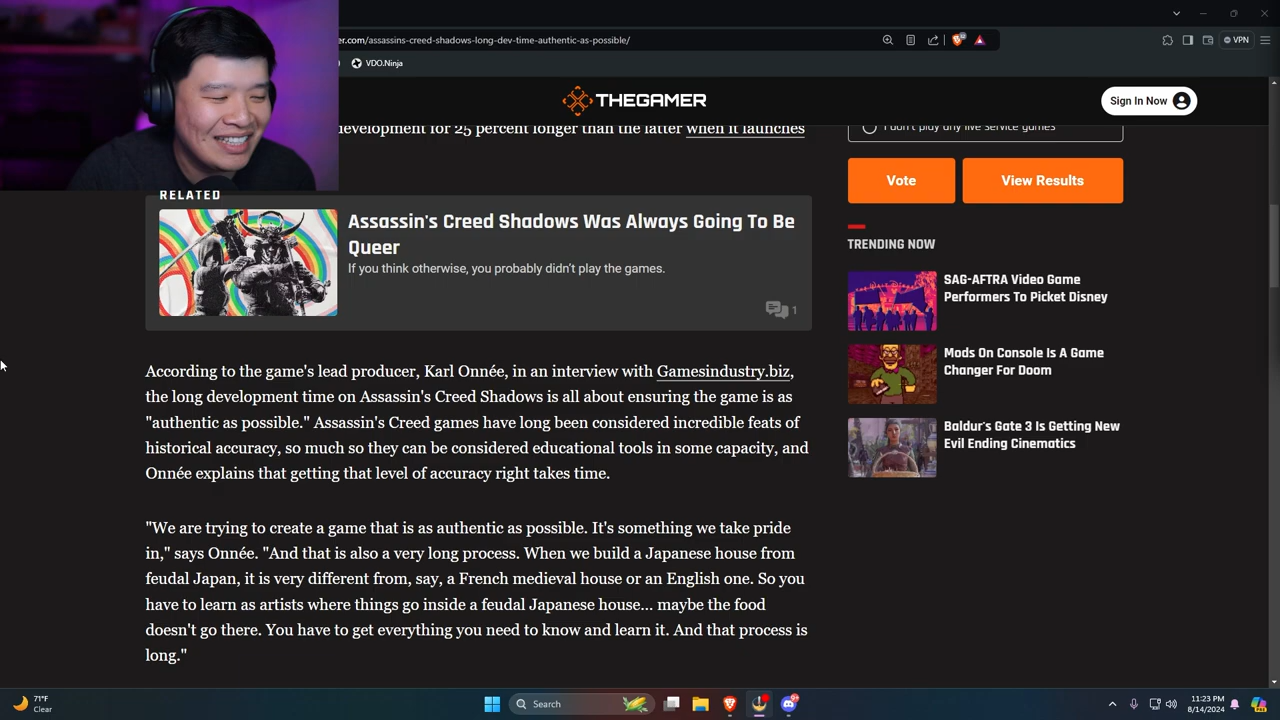 er.com/assassins-creed-shadows-long-dev-time-authentic-as-possible/
VPN
VDO.Ninja
THEGAMER
Sign In Now
development for 25 percent longer than the latter when it launches
I don't play any live service games
Vote
View Results
RELATED
Assassin's Creed Shadows Was Always Going To Be
Queer
If you think otherwise, you probably didn't play the games.
1
TRENDING NOW
SAG-AFTRA Video Game
Performers To Picket Disney
Mods On Console Is A Game
Changer For Doom
Baldur's Gate 3 Is Getting New
Evil Ending Cinematics
According to the game's lead producer, Karl Onnée, in an interview with Gamesindustry.biz,
the long development time on Assassin's Creed Shadows is all about ensuring the game is as
"authentic as possible." Assassin's Creed games have long been considered incredible feats of
historical accuracy, so much so they can be considered educational tools in some capacity, and
Onnée explains that getting that level of accuracy right takes time.
"We are trying to create a game that is as authentic as possible. It's something we take pride
in," says Onnée. "And that is also a very long process. When we build a Japanese house from
feudal Japan, it is very different from, say, a French medieval house or an English one. So you
have to learn as artists where things go inside a feudal Japanese house... maybe the food
doesn't go there. You have to get everything you need to know and learn it. And that process is
long."
71°F
Clear
Search
11:23 PM
8/14/2024